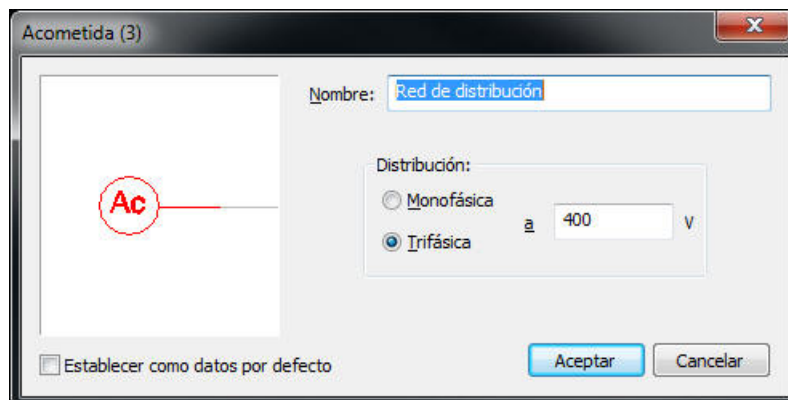 Acometida (3)
Nombre: Red de distribución
Distribución:
Monofásica
a 400 V
Trifásica
Ac
Establecer como datos por defecto
Aceptar Cancelar